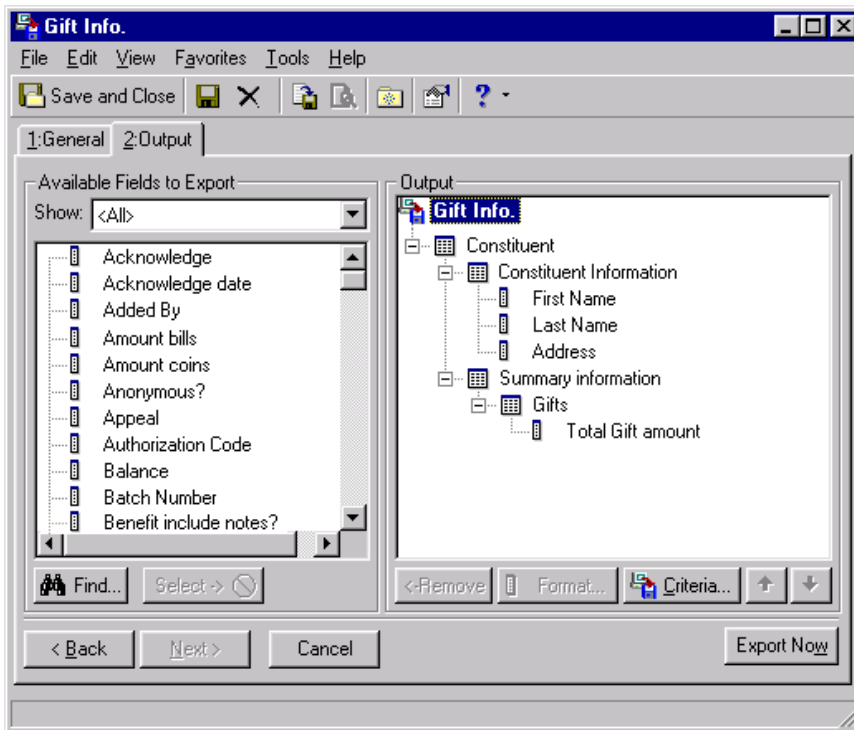 Gift Info.
File Edit View Favorites Tools Help
Save and Close ?
1:General 2:Output
Available Fields to Export
Show: <All>
Acknowledge
Acknowledge date
Added By
Amount bills
Amount coins
Anonymous?
Appeal
Authorization Code
Balance
Batch Number
Benefit include notes?
Find... Select ->
Output
Gift Info.
Constituent
Constituent Information
First Name
Last Name
Address
Summary information
Gifts
Total Gift amount
<-Remove Format... Criteria...
< Back Next > Cancel Export Now